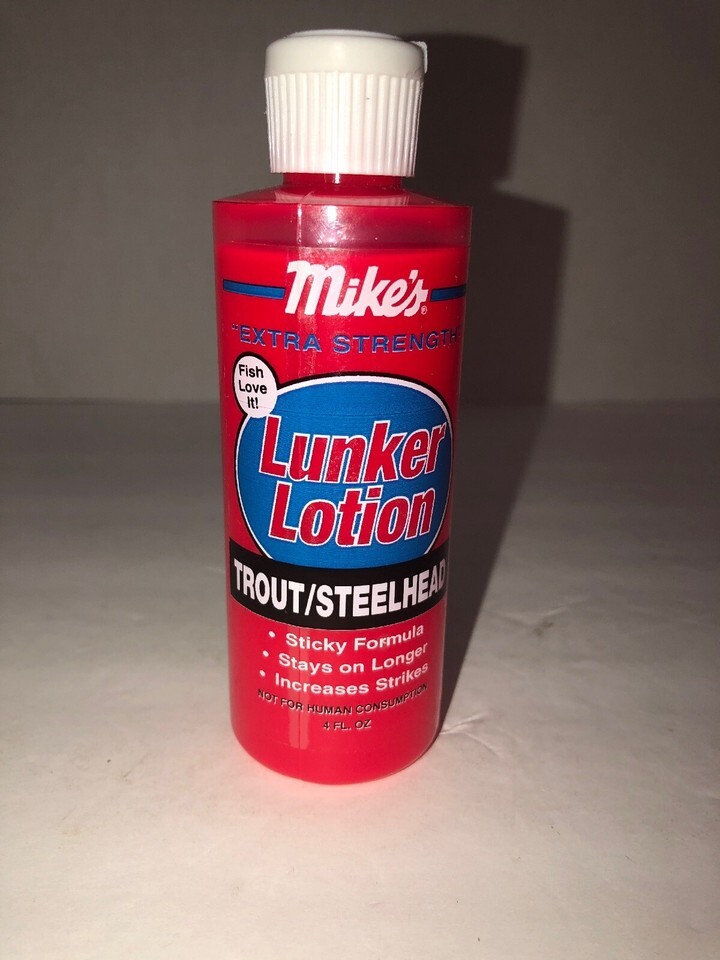 Mike's®
"EXTRA STRENGTH
Fish
Love
It!
Lunker
Lotion
TROUT/STEELHEAD
• Sticky Formula
• Stays on Longer
• Increases Strikes
NOT FOR HUMAN CONSUMPTION
4 FL. OZ